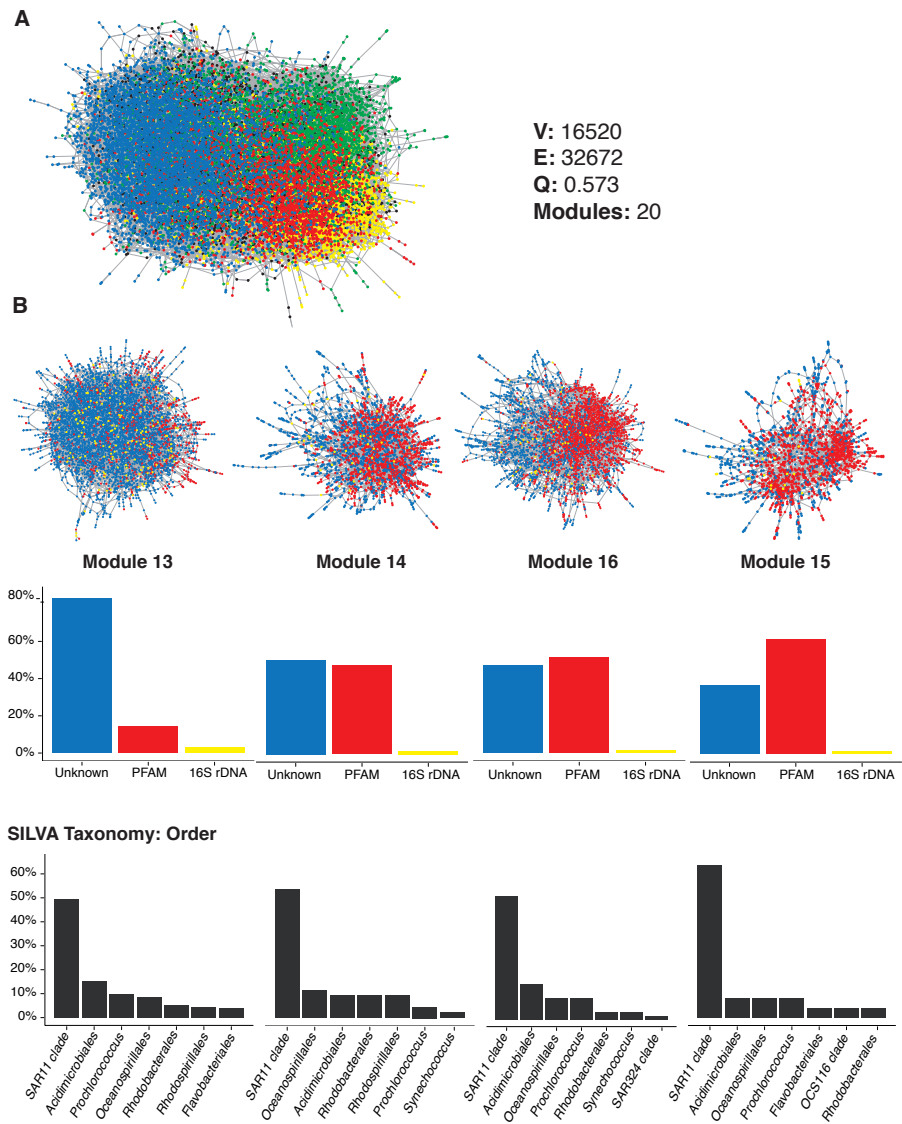 A
V: 16520
E: 32672
Q: 0.573
Modules: 20
B
Module 13
Module 14
Module 16
Module 15
80%
60%
40%
20%
0%
Unknown PFAM 16S rDNA
Unknown PFAM 16S rDNA
Unknown PFAM 16S rDNA
Unknown PFAM 16S rDNA
SILVA Taxonomy: Order
60%
50%
40%
30%
20%
10%
0%
SAR11 clade
Acidimicrobiales
Prochlorococcus
Oceanospirillales
Rhodobacterales
Rhodospirillales
Flavobacteriales
SAR11 clade
Oceanospirillales
Acidimicrobiales
Rhodobacterales
Rhodospirillales
Prochlorococcus
Synechococcus
SAR11 clade
Acidimicrobiales
Oceanospirillales
Prochlorococcus
Rhodobacterales
Synechococcus
SAR324 clade
SAR11 clade
Acidimicrobiales
Oceanospirillales
Prochlorococcus
Flavobacteriales
OCS116 clade
Rhodobacterales